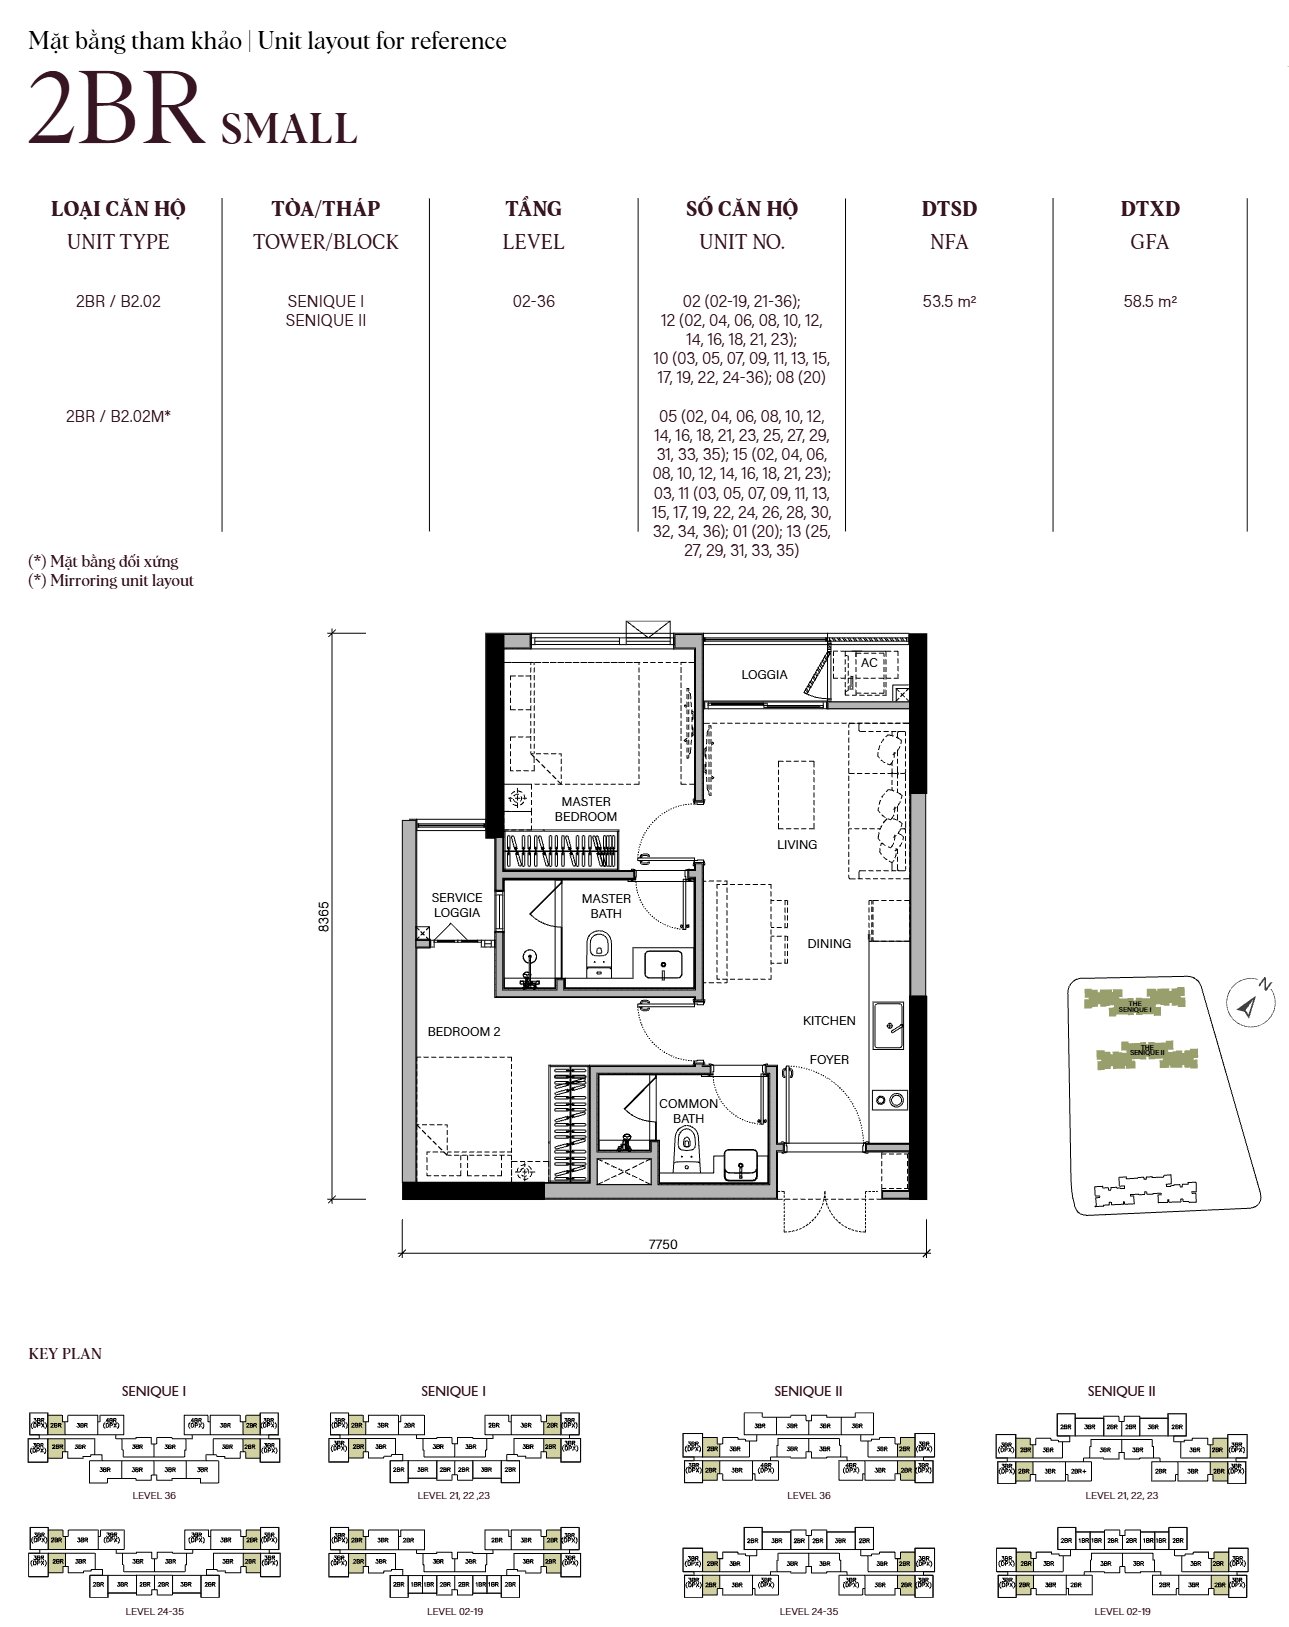 Mặt bằng tham khảo | Unit layout for reference
2BR SMALL
LOẠI CĂN HỘ
UNIT TYPE
TÒA/THÁP
TOWER/BLOCK
TẦNG
LEVEL
SỐ CĂN HỘ
UNIT NO.
DTSD
NFA
DTXD
GFA
2BR / B2.02
SENIQUE I
SENIQUE II
02-36
02 (02-19, 21-36);
12 (02, 04, 06, 08, 10, 12,
14, 16, 18, 21, 23);
10 (03, 05, 07, 09, 11, 13, 15,
17, 19, 22, 24-36); 08 (20)
53.5 m²
58.5 m²
2BR / B2.02M*
05 (02, 04, 06, 08, 10, 12,
14, 16, 18, 21, 23, 25, 27, 29,
31, 33, 35); 15 (02, 04, 06,
08, 10, 12, 14, 16, 18, 21, 23);
03, 11 (03, 05, 07, 09, 11, 13,
15, 17, 19, 22, 24, 26, 28, 30,
32, 34, 36); 01 (20); 13 (25,
27, 29, 31, 33, 35)
(*) Mặt bằng đối xứng
(*) Mirroring unit layout
LOGGIA
AC
MASTER
BEDROOM
LIVING
SERVICE
LOGGIA
MASTER
BATH
DINING
KITCHEN
BEDROOM 2
FOYER
COMMON
BATH
8365
7750
N
THE
SENIQUE I
THE
SENIQUE II
KEY PLAN
SENIQUE I
SENIQUE I
SENIQUE II
SENIQUE II
LEVEL 36
LEVEL 21, 22 ,23
LEVEL 36
LEVEL 21, 22, 23
LEVEL 24-35
LEVEL 02-19
LEVEL 24-35
LEVEL 02-19